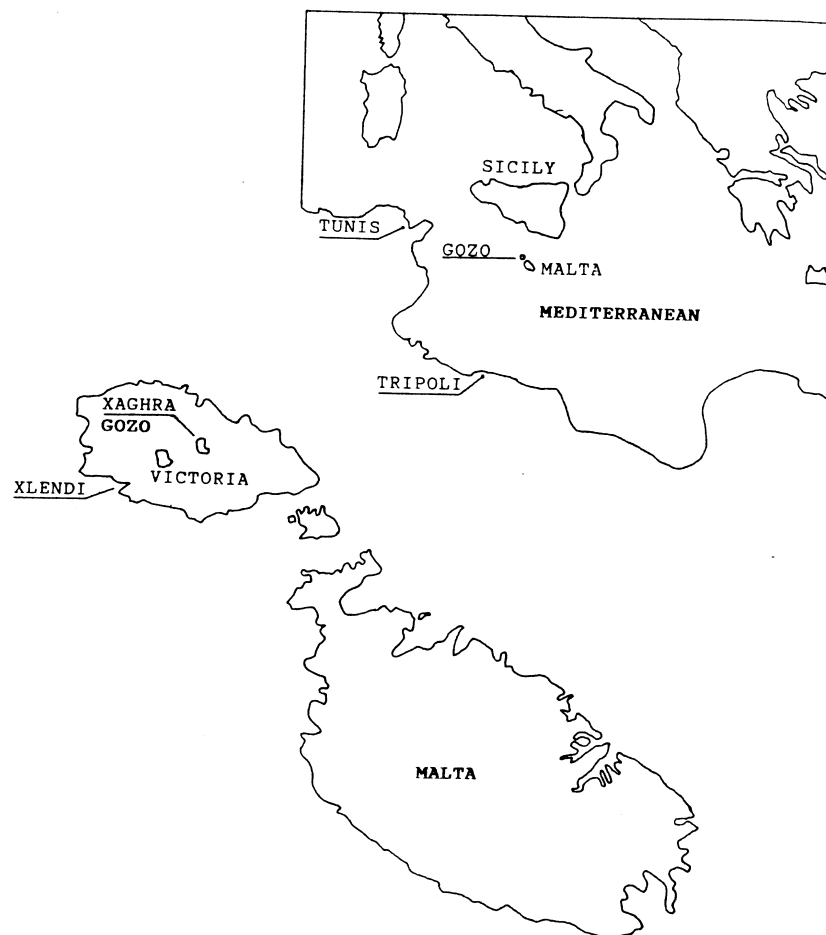 SICILY
TUNIS
GOZO
MALTA
MEDITERRANEAN
TRIPOLI
XAGHRA
GOZO
VICTORIA
XLENDI
MALTA